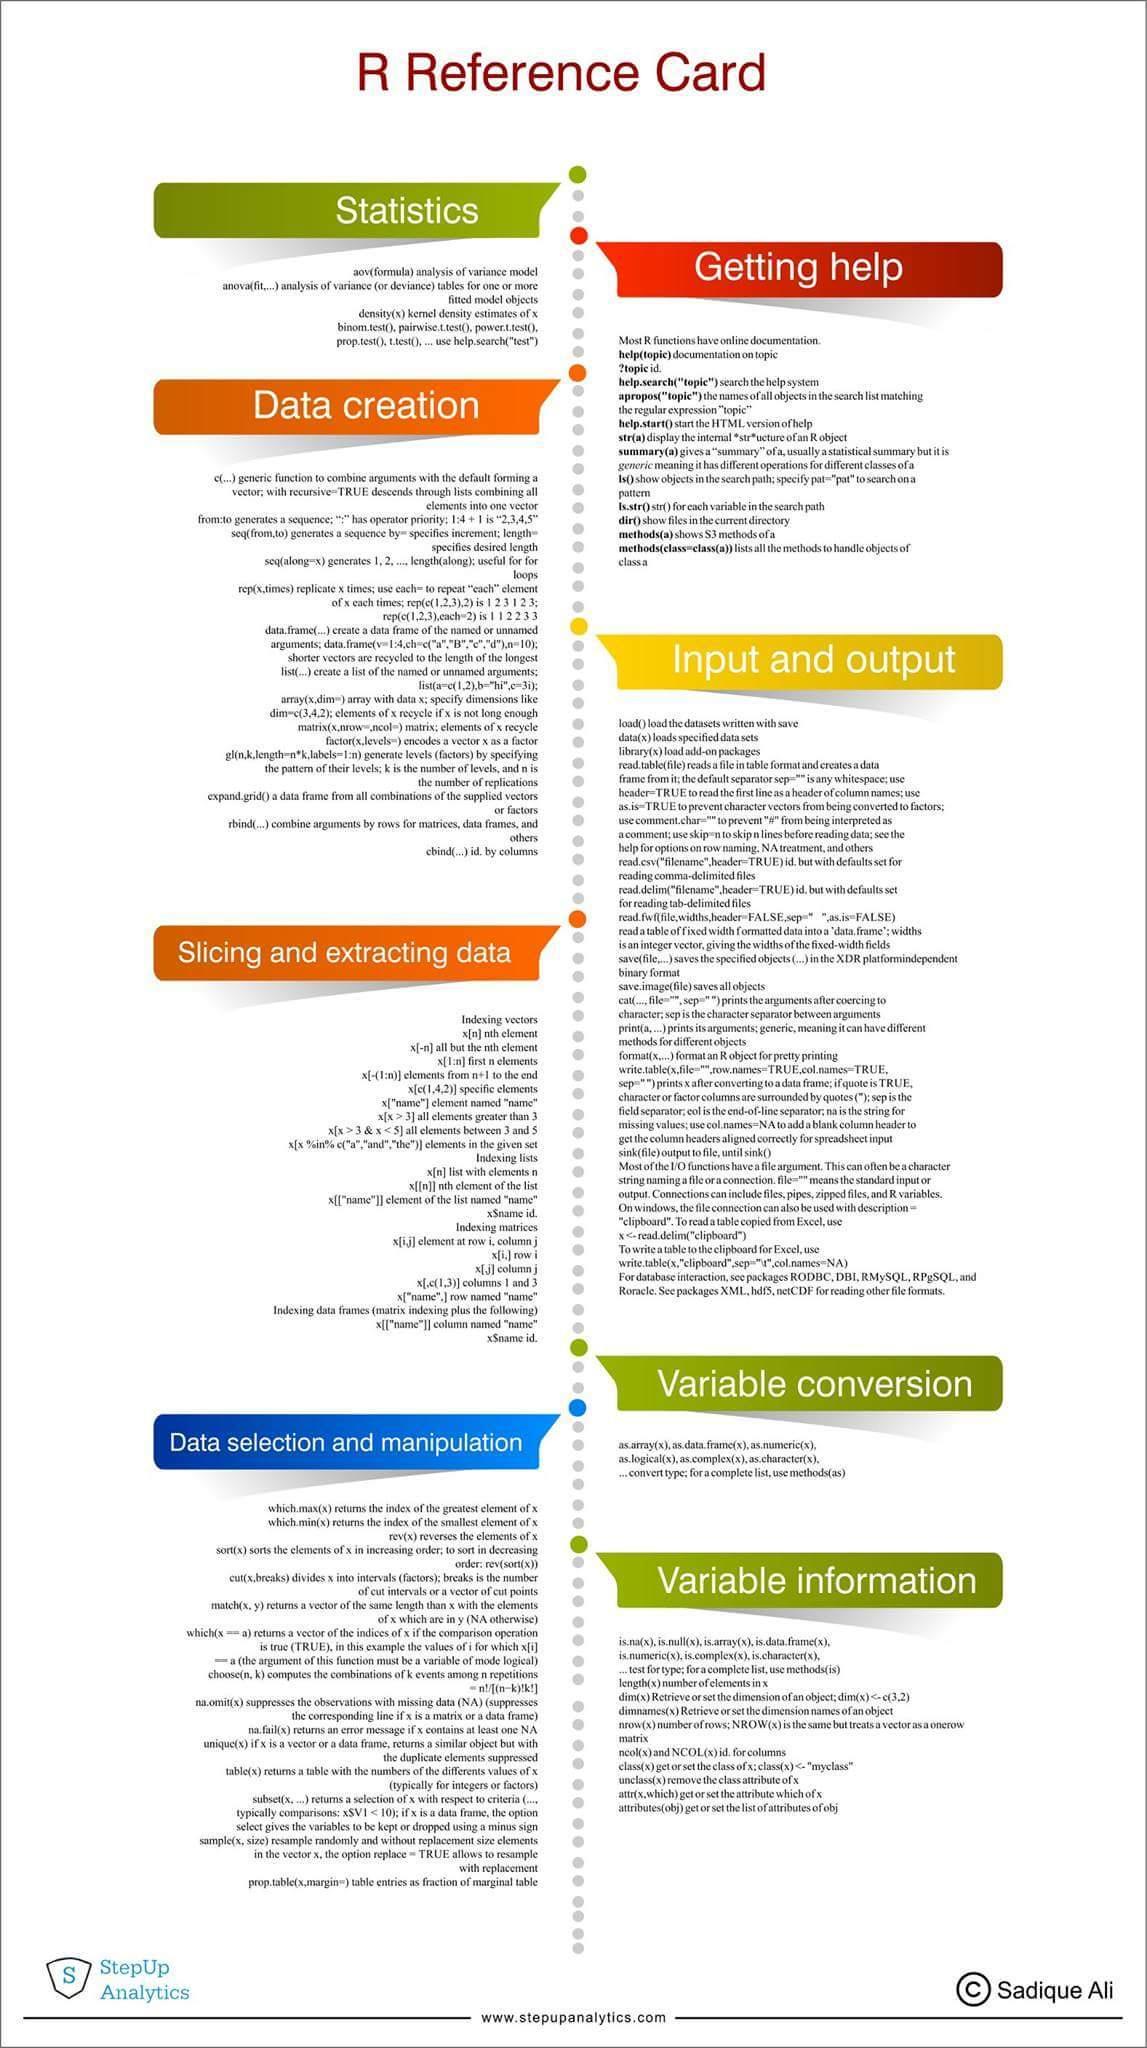 R Reference Card
Statistics
aov(formula) analysis of variance model
anova(fit,...) analysis of variance (or deviance) tables for one or more
fitted model objects
density(x) kernel density estimates of x
binom.test(), pairwise.t.test(), power.t.test(),
prop.test(), t.test(), ... use help.search("test")
Getting help
Most R functions have online documentation.
help(topic) documentation on topic
?topic id.
help.search("topic") search the help system
apropos("topic") the names of all objects in the search list matching
the regular expression ”topic”
help.start() start the HTML version of help
str(a) display the internal *str*ucture of an R object
summary(a) gives a “summary” of a, usually a statistical summary but it is
generic meaning it has different operations for different classes of a
ls() show objects in the search path; specify pat="pat" to search on a
pattern
ls.str() str() for each variable in the search path
dir() show files in the current directory
methods(a) shows S3 methods of a
methods(class=class(a)) lists all the methods to handle objects of
class a
Data creation
c(...) generic function to combine arguments with the default forming a
vector; with recursive=TRUE descends through lists combining all
elements into one vector
from:to generates a sequence; “:” has operator priority; 1:4 + 1 is “2,3,4,5”
seq(from,to) generates a sequence by= specifies increment; length=
specifies desired length
seq(along=x) generates 1, 2, ..., length(along); useful for for
loops
rep(x,times) replicate x times; use each= to repeat “each” element
of x each times; rep(c(1,2,3),2) is 1 2 3 1 2 3;
rep(c(1,2,3),each=2) is 1 1 2 2 3 3
data.frame(...) create a data frame of the named or unnamed
arguments; data.frame(v=1:4,ch=c("a","B","c","d"),n=10);
shorter vectors are recycled to the length of the longest
list(...) create a list of the named or unnamed arguments;
list(a=c(1,2),b="hi",c=3i);
array(x,dim=) array with data x; specify dimensions like
dim=c(3,4,2); elements of x recycle if x is not long enough
matrix(x,nrow=,ncol=) matrix; elements of x recycle
factor(x,levels=) encodes a vector x as a factor
gl(n,k,length=n*k,labels=1:n) generate levels (factors) by specifying
the pattern of their levels; k is the number of levels, and n is
the number of replications
expand.grid() a data frame from all combinations of the supplied vectors
or factors
rbind(...) combine arguments by rows for matrices, data frames, and
others
cbind(...) id. by columns
Input and output
load() load the datasets written with save
data(x) loads specified data sets
library(x) load add-on packages
read.table(file) reads a file in table format and creates a data
frame from it; the default separator sep="" is any whitespace; use
header=TRUE to read the first line as a header of column names; use
as.is=TRUE to prevent character vectors from being converted to factors;
use comment.char="" to prevent "#" from being interpreted as
a comment; use skip=n to skip n lines before reading data; see the
help for options on row naming, NA treatment, and others
read.csv("filename",header=TRUE) id. but with defaults set for
reading comma-delimited files
read.delim("filename",header=TRUE) id. but with defaults set
for reading tab-delimited files
read.fwf(file,widths,header=FALSE,sep="   ",as.is=FALSE)
read a table of f ixed width f ormatted data into a ’data.frame’; widths
is an integer vector, giving the widths of the fixed-width fields
save(file,...) saves the specified objects (...) in the XDR platformindependent
binary format
save.image(file) saves all objects
cat(..., file="", sep=" ") prints the arguments after coercing to
character; sep is the character separator between arguments
print(a, ...) prints its arguments; generic, meaning it can have different
methods for different objects
format(x,...) format an R object for pretty printing
write.table(x,file="",row.names=TRUE,col.names=TRUE,
sep=" ") prints x after converting to a data frame; if quote is TRUE,
character or factor columns are surrounded by quotes ("); sep is the
field separator; eol is the end-of-line separator; na is the string for
missing values; use col.names=NA to add a blank column header to
get the column headers aligned correctly for spreadsheet input
sink(file) output to file, until sink()
Most of the I/O functions have a file argument. This can often be a character
string naming a file or a connection. file="" means the standard input or
output. Connections can include files, pipes, zipped files, and R variables.
On windows, the file connection can also be used with description =
"clipboard". To read a table copied from Excel, use
x <- read.delim("clipboard")
To write a table to the clipboard for Excel, use
write.table(x,"clipboard",sep="\t",col.names=NA)
For database interaction, see packages RODBC, DBI, RMySQL, RPgSQL, and
Roracle. See packages XML, hdf5, netCDF for reading other file formats.
Slicing and extracting data
Indexing vectors
x[n] nth element
x[-n] all but the nth element
x[1:n] first n elements
x[-(1:n)] elements from n+1 to the end
x[c(1,4,2)] specific elements
x["name"] element named "name"
x[x > 3] all elements greater than 3
x[x > 3 & x < 5] all elements between 3 and 5
x[x %in% c("a","and","the")] elements in the given set
Indexing lists
x[n] list with elements n
x[[n]] nth element of the list
x[["name"]] element of the list named "name"
x$name id.
Indexing matrices
x[i,j] element at row i, column j
x[i,] row i
x[,j] column j
x[,c(1,3)] columns 1 and 3
x["name",] row named "name"
Indexing data frames (matrix indexing plus the following)
x[["name"]] column named "name"
x$name id.
Variable conversion
as.array(x), as.data.frame(x), as.numeric(x),
as.logical(x), as.complex(x), as.character(x),
... convert type; for a complete list, use methods(as)
Data selection and manipulation
which.max(x) returns the index of the greatest element of x
which.min(x) returns the index of the smallest element of x
rev(x) reverses the elements of x
sort(x) sorts the elements of x in increasing order; to sort in decreasing
order: rev(sort(x))
cut(x,breaks) divides x into intervals (factors); breaks is the number
of cut intervals or a vector of cut points
match(x, y) returns a vector of the same length than x with the elements
of x which are in y (NA otherwise)
which(x == a) returns a vector of the indices of x if the comparison operation
is true (TRUE), in this example the values of i for which x[i]
== a (the argument of this function must be a variable of mode logical)
choose(n, k) computes the combinations of k events among n repetitions
= n!/[(n−k)!k!]
na.omit(x) suppresses the observations with missing data (NA) (suppresses
the corresponding line if x is a matrix or a data frame)
na.fail(x) returns an error message if x contains at least one NA
unique(x) if x is a vector or a data frame, returns a similar object but with
the duplicate elements suppressed
table(x) returns a table with the numbers of the differents values of x
(typically for integers or factors)
subset(x, ...) returns a selection of x with respect to criteria (...,
typically comparisons: x$V1 < 10); if x is a data frame, the option
select gives the variables to be kept or dropped using a minus sign
sample(x, size) resample randomly and without replacement size elements
in the vector x, the option replace = TRUE allows to resample
with replacement
prop.table(x,margin=) table entries as fraction of marginal table
Variable information
is.na(x), is.null(x), is.array(x), is.data.frame(x),
is.numeric(x), is.complex(x), is.character(x),
... test for type; for a complete list, use methods(is)
length(x) number of elements in x
dim(x) Retrieve or set the dimension of an object; dim(x) <- c(3,2)
dimnames(x) Retrieve or set the dimension names of an object
nrow(x) number of rows; NROW(x) is the same but treats a vector as a onerow
matrix
ncol(x) and NCOL(x) id. for columns
class(x) get or set the class of x; class(x) <- "myclass"
unclass(x) remove the class attribute of x
attr(x,which) get or set the attribute which of x
attributes(obj) get or set the list of attributes of obj
S StepUp
Analytics
© Sadique Ali
www.stepupanalytics.com